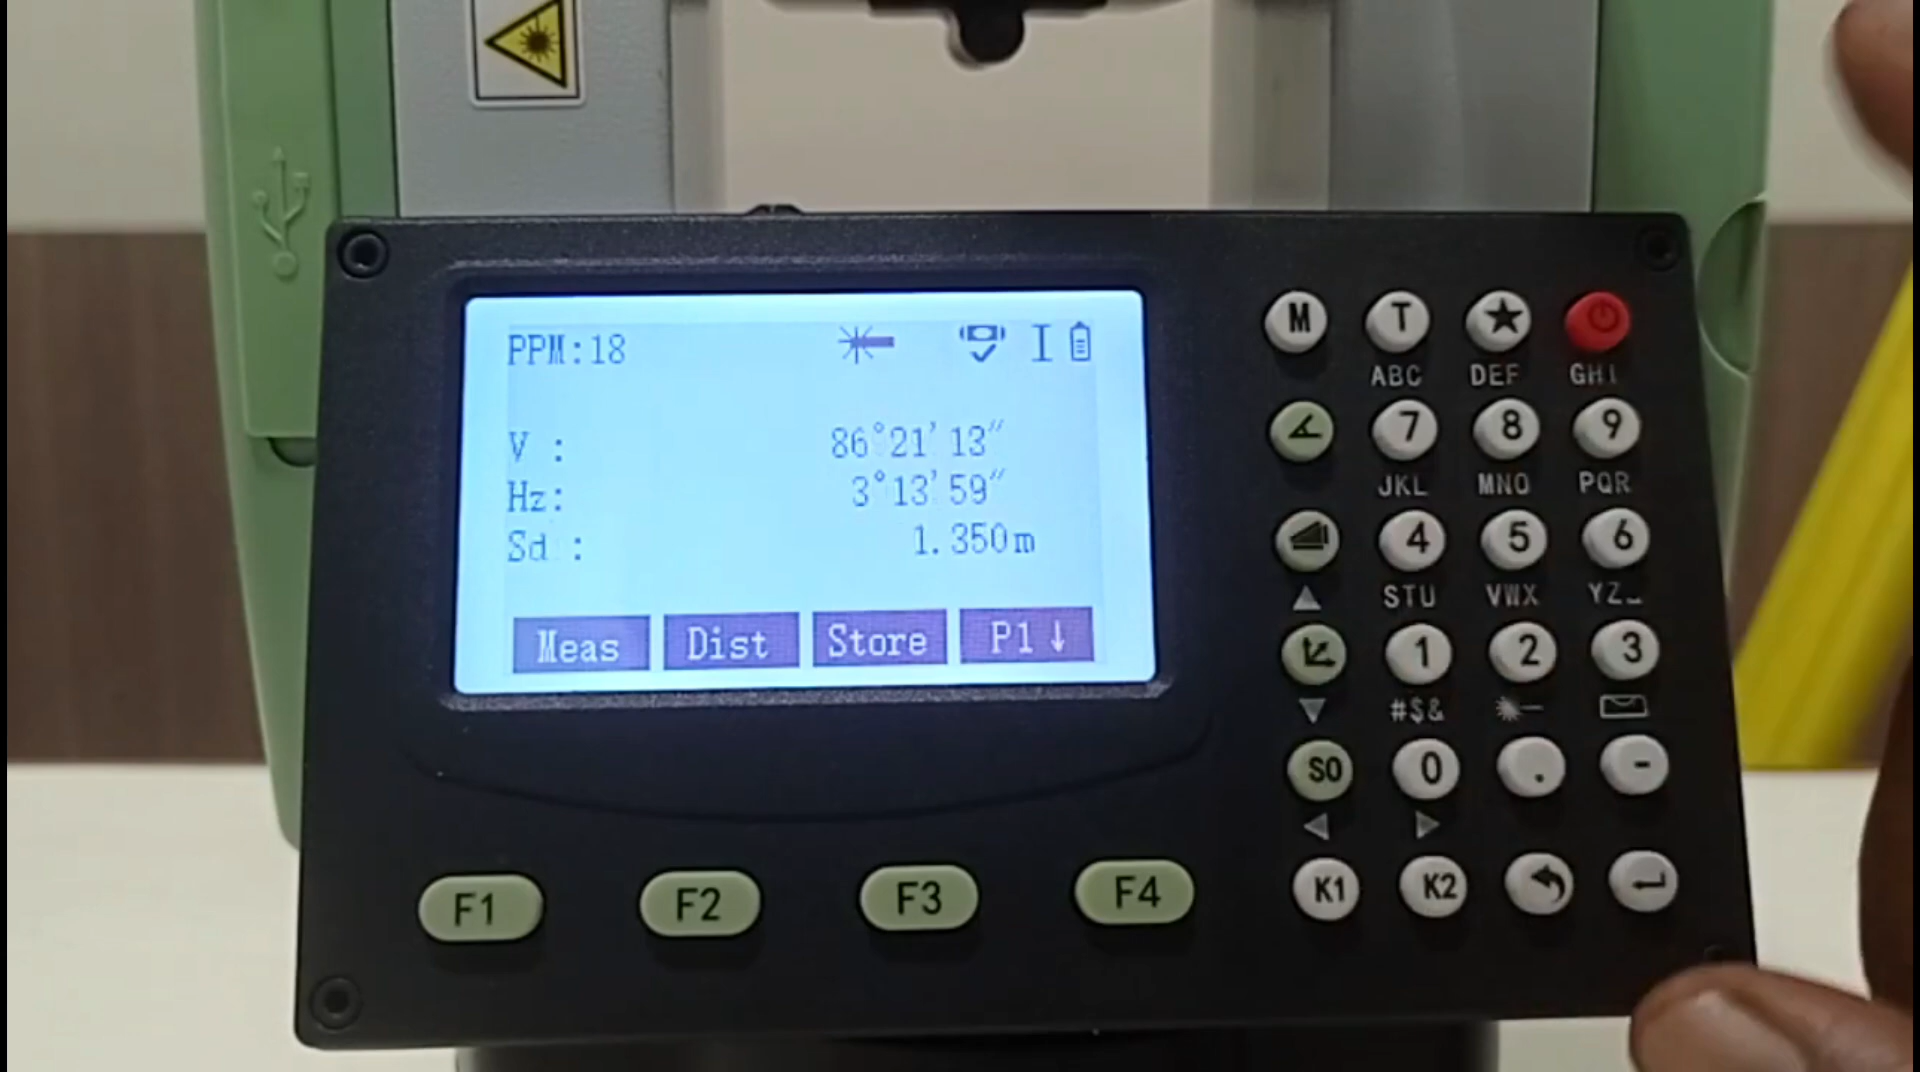 PPM:18
V : 86°21'13"
Hz: 3°13'59"
Sd : 1.350m
Meas Dist Store P1↓
F1 F2 F3 F4
M T ★
ABC DEF GHI
7 8 9
JKL MNO PQR
4 5 6
STU VWX YZ_
1 2 3
#$&
SO 0 . -
K1 K2